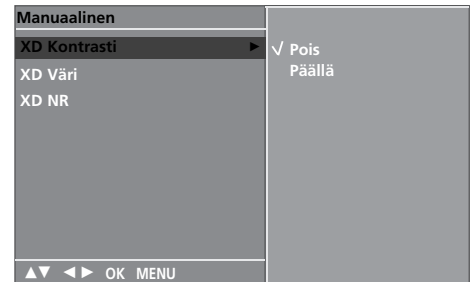 Manuaalinen
XD Kontrasti ►
XD Väri
XD NR
√ Pois
Päällä
▲▼ ◄► OK MENU